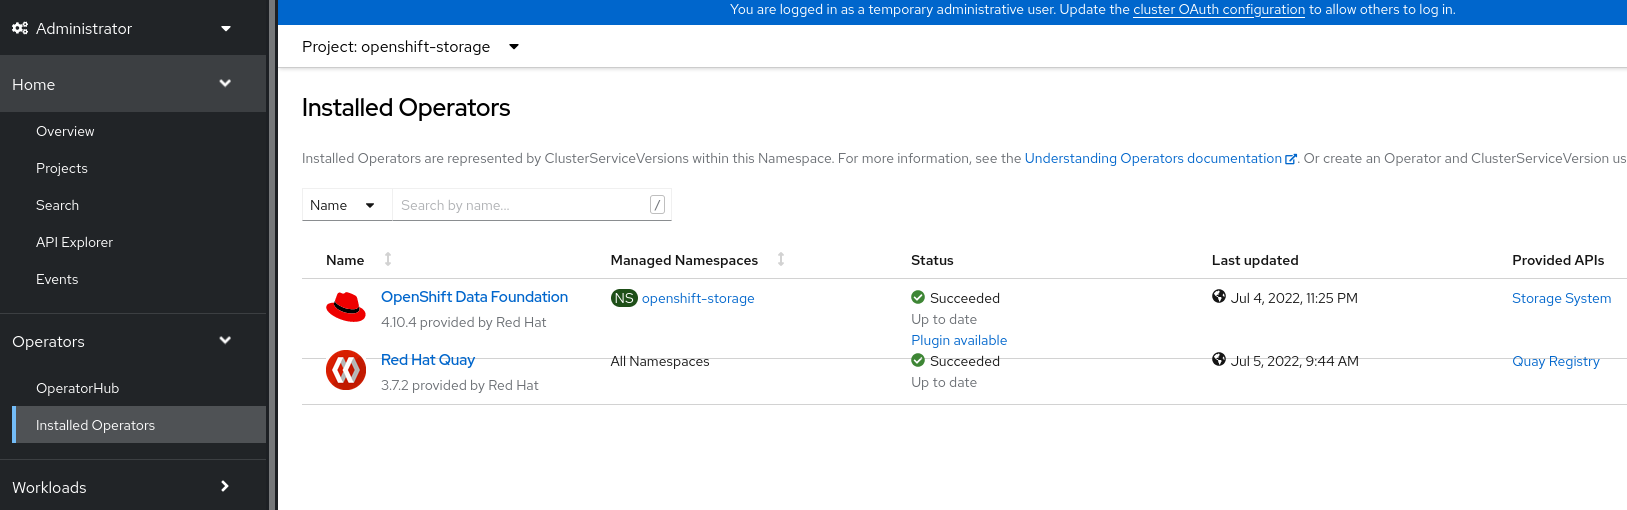 Administrator
Home
Overview
Projects
Search
API Explorer
Events
Operators
OperatorHub
Installed Operators
Workloads
You are logged in as a temporary administrative user. Update the cluster OAuth configuration to allow others to log in.
Project: openshift-storage
Installed Operators
Installed Operators are represented by ClusterServiceVersions within this Namespace. For more information, see the Understanding Operators documentation. Or create an Operator and ClusterServiceVersion us
Name Search by name... /
Name Managed Namespaces Status Last updated Provided APIs
OpenShift Data Foundation NS openshift-storage Succeeded Jul 4, 2022, 11:25 PM Storage System
4.10.4 provided by Red Hat Up to date
Plugin available
Red Hat Quay All Namespaces Succeeded Jul 5, 2022, 9:44 AM Quay Registry
3.7.2 provided by Red Hat Up to date